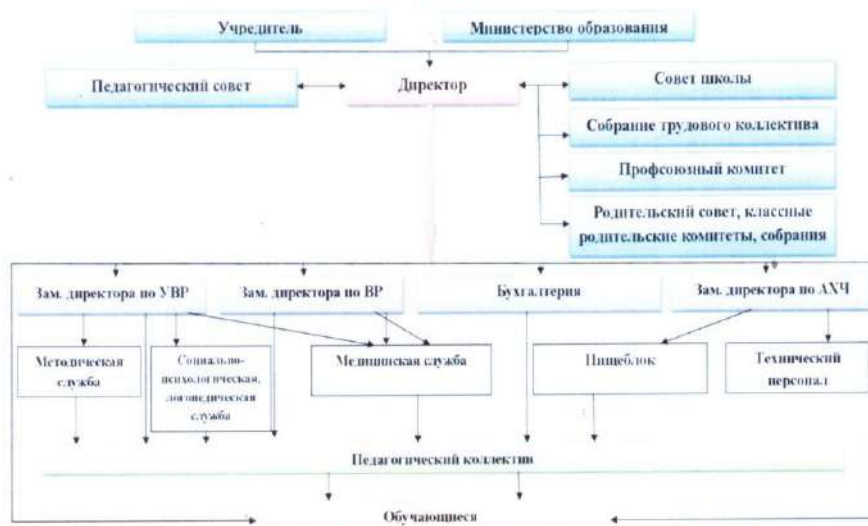 Учредитель
Министерство образования
Педагогический совет
Директор
Совет школы
Собрание трудового коллектива
Профсоюзный комитет
Родительский совет, классные
родительские комитеты, собрания
Зам. директора по УВР
Зам. директора по ВР
Бухгалтерия
Зам. директора по АХЧ
Методическая
служба
Социально-
психологическая,
логопедическая
служба
Медицинская служба
Пищеблок
Технический
персонал
Педагогический коллектив
Обучающиеся